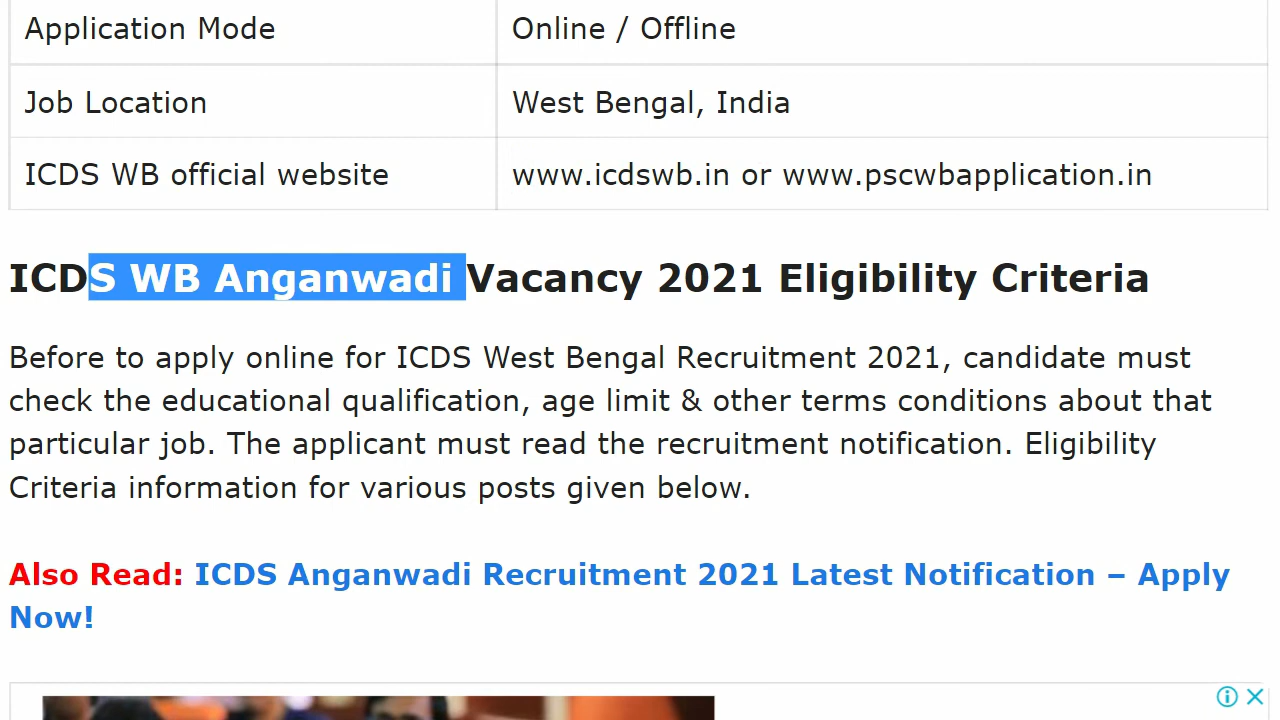 Application Mode Online / Offline
Job Location West Bengal, India
ICDS WB official website www.icdswb.in or www.pscwbapplication.in
ICDS WB Anganwadi Vacancy 2021 Eligibility Criteria
Before to apply online for ICDS West Bengal Recruitment 2021, candidate must
check the educational qualification, age limit & other terms conditions about that
particular job. The applicant must read the recruitment notification. Eligibility
Criteria information for various posts given below.
Also Read: ICDS Anganwadi Recruitment 2021 Latest Notification – Apply
Now!